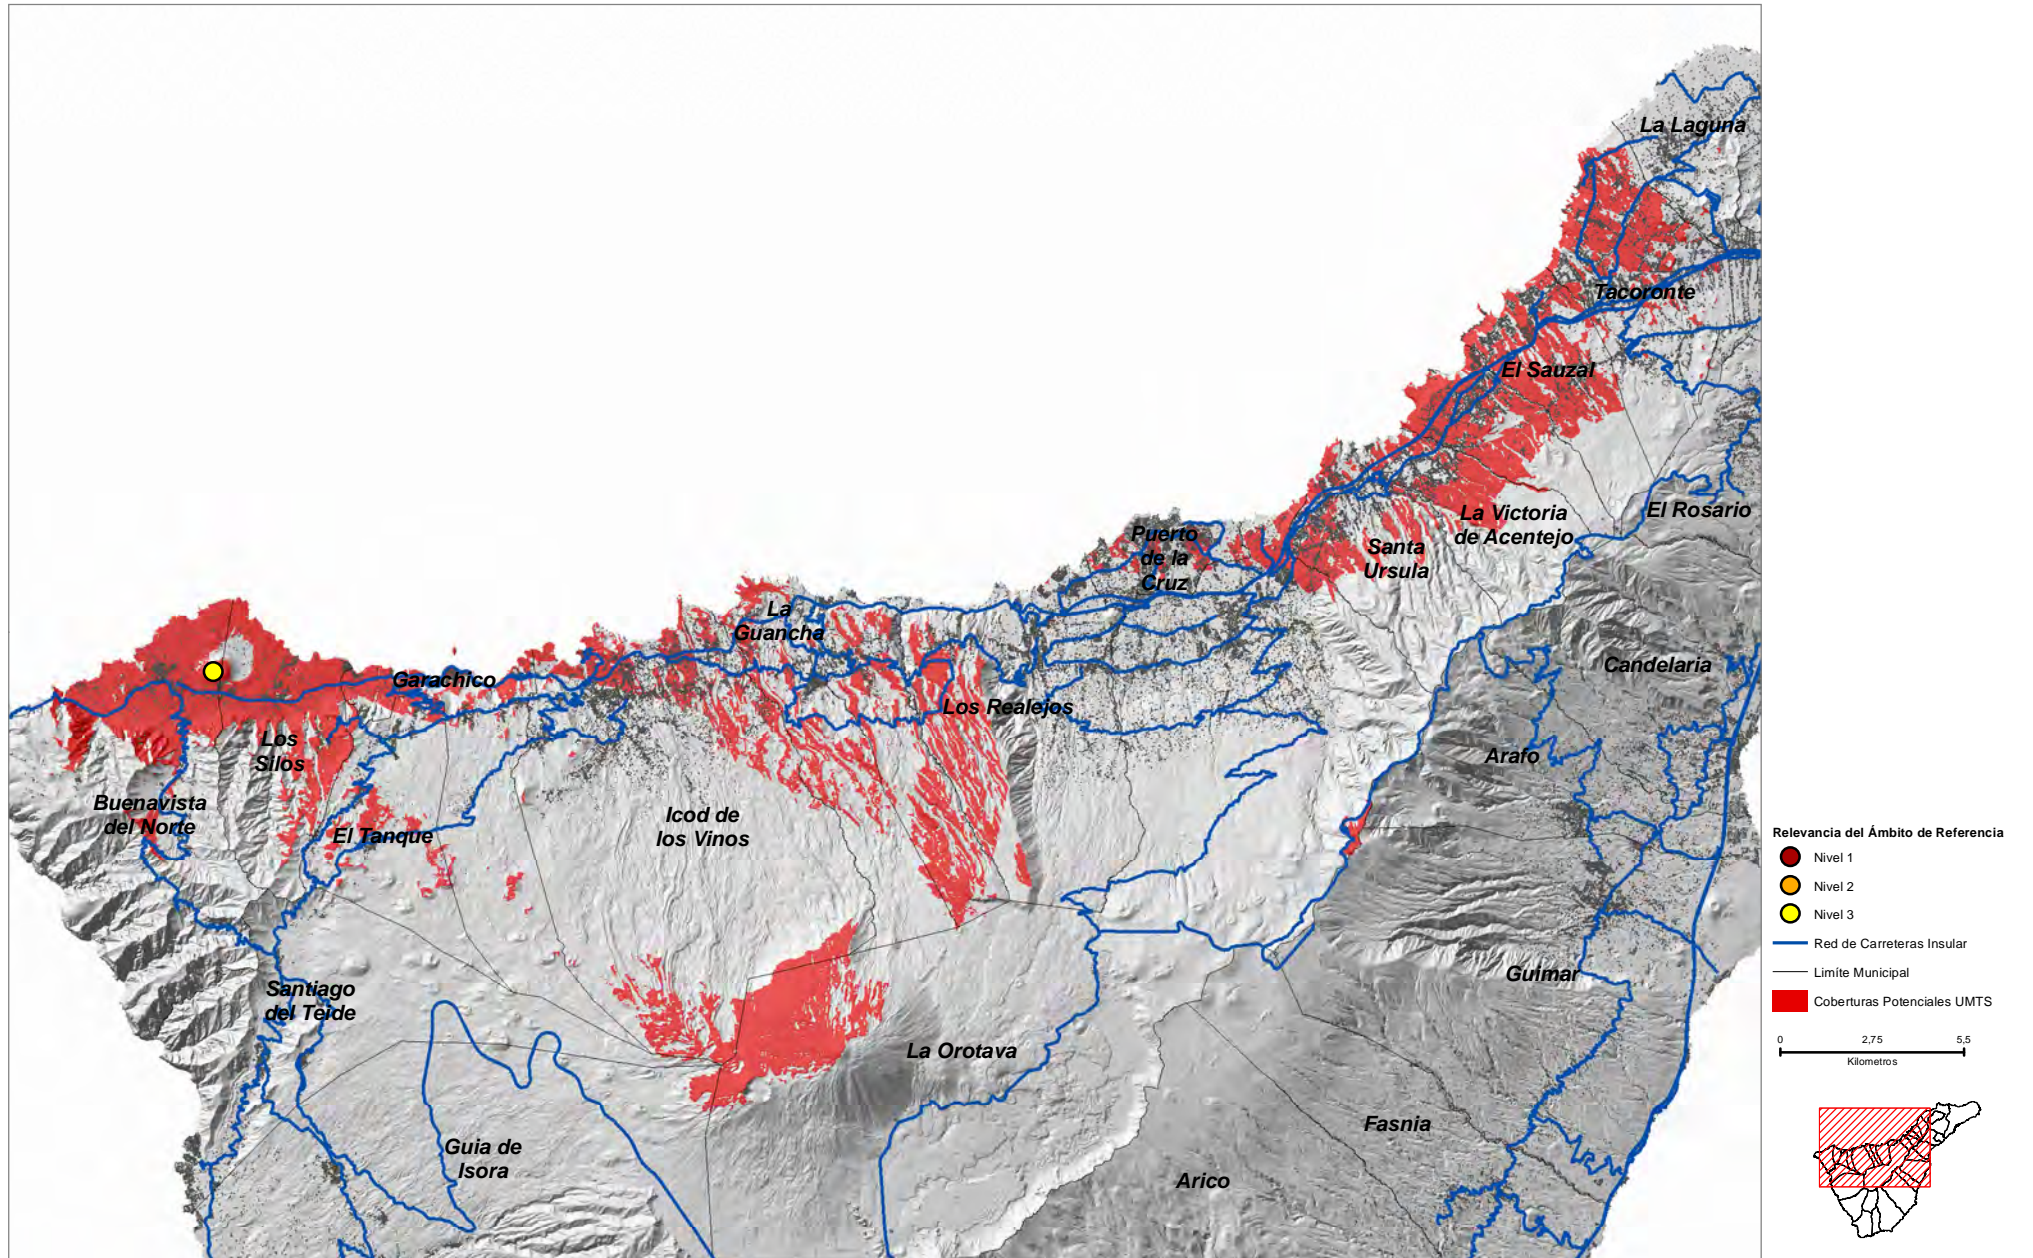 La Laguna
Tacoronte
El Sauzal
El Rosario
La Victoria
de Acentejo
Santa
Ursula
Puerto
de la
Cruz
La
Guancha
Candelaria
Garachico
Los Realejos
Los
Silos
Arafo
Buenavista
del Norte
El Tanque
Icod de
los Vinos
Guimar
Santiago
del Teide
La Orotava
Fasnia
Guia de
Isora
Arico
Relevancia del Ámbito de Referencia
Nivel 1
Nivel 2
Nivel 3
Red de Carreteras Insular
Limíte Municipal
Coberturas Potenciales UMTS
0 2,75 5,5
Kilometros